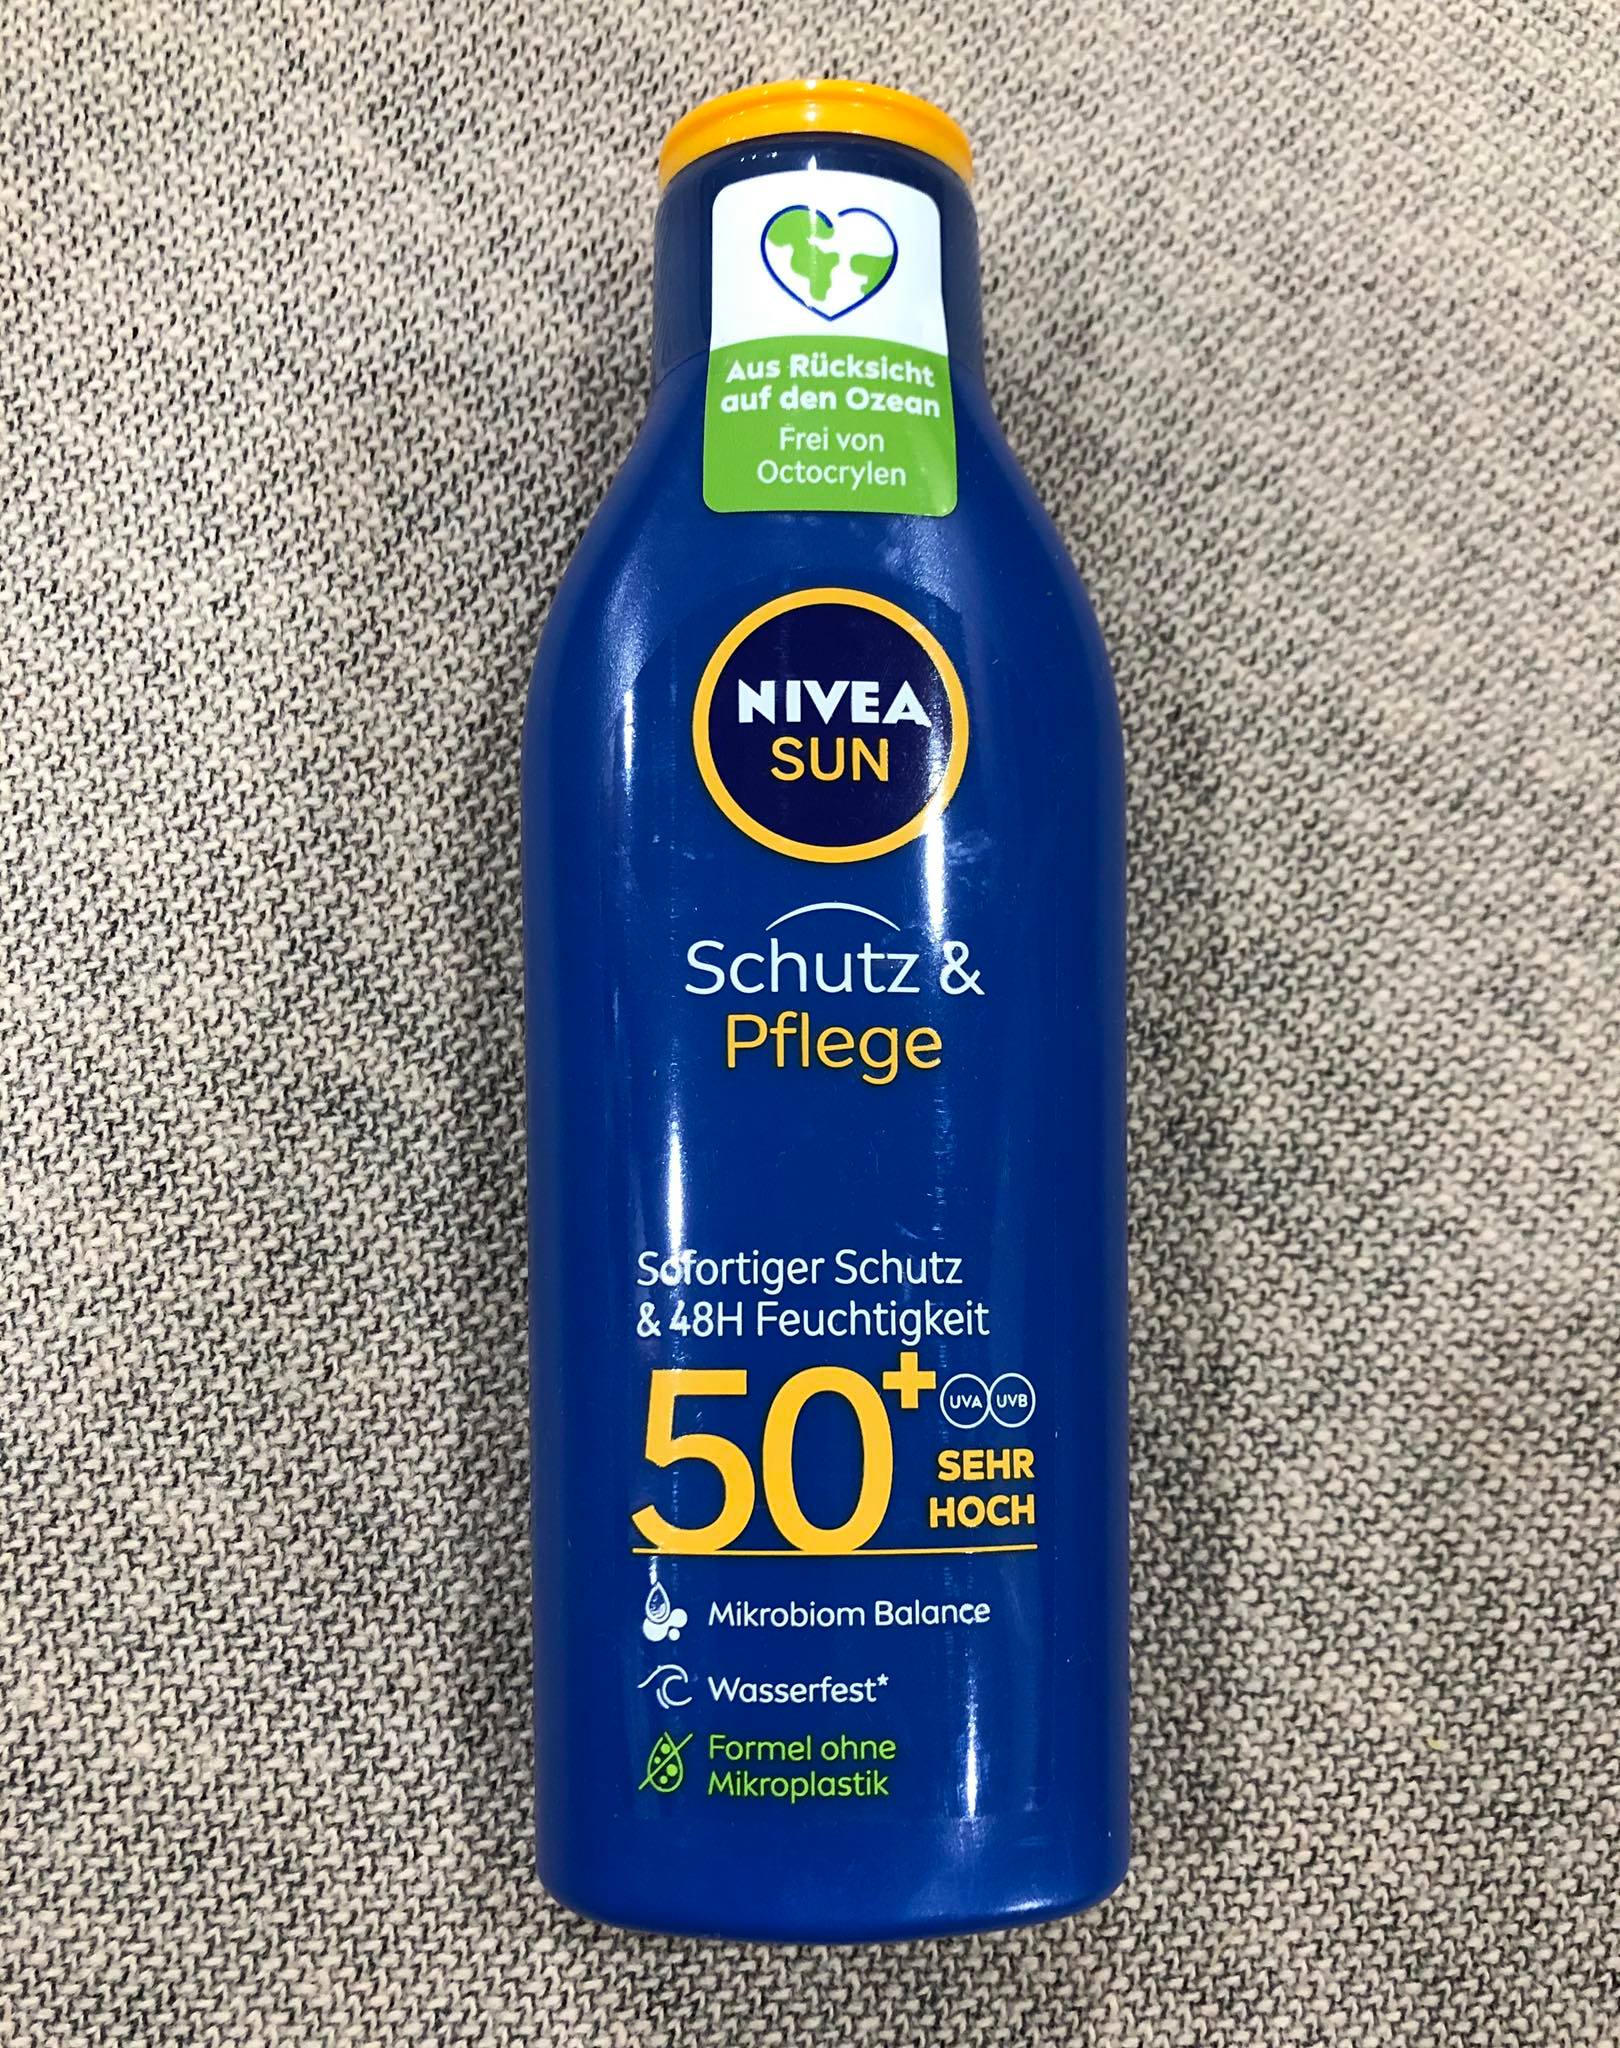 Aus Rücksicht
auf den Ozean
Frei von
Octocrylen
NIVEA
SUN
Schutz &
Pflege
Sofortiger Schutz
& 48H Feuchtigkeit
50+ UVA UVB
SEHR
HOCH
Mikrobiom Balance
Wasserfest*
Formel ohne
Mikroplastik